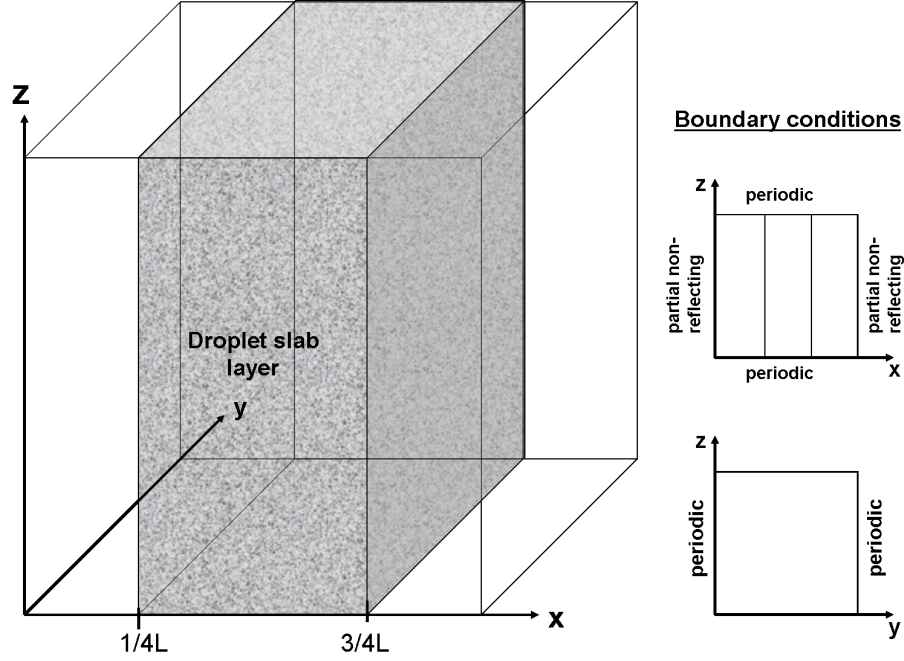 Z
Droplet slab
layer
y
x
1/4L
3/4L
Boundary conditions
z
periodic
partial non-
reflecting
partial non-
reflecting
periodic
x
z
periodic
periodic
y